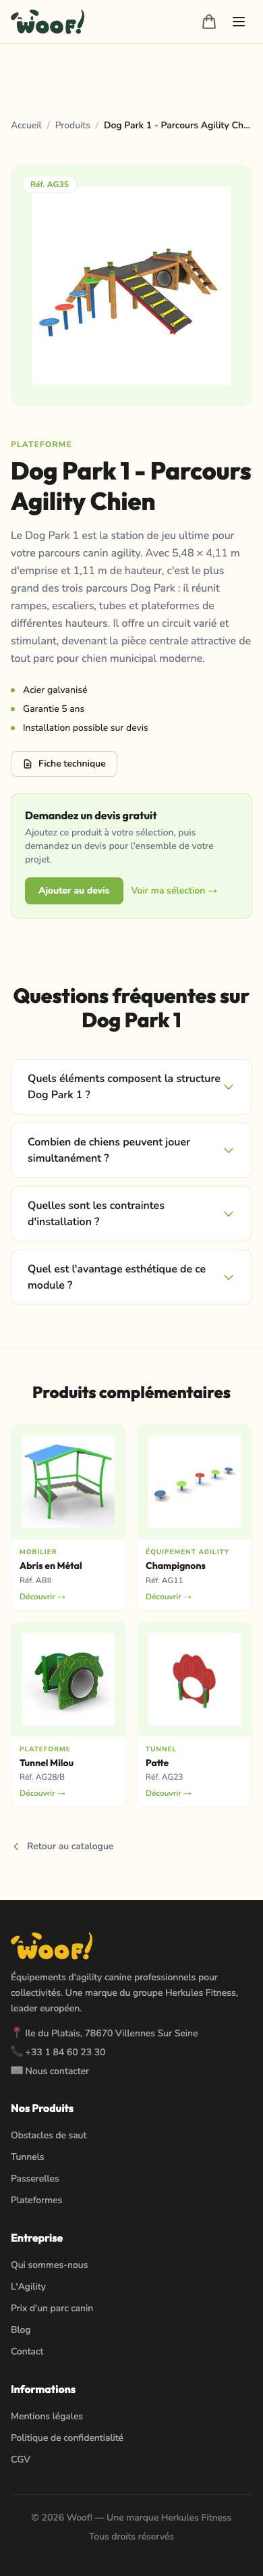 woof!
Accueil / Produits / Dog Park 1 - Parcours Agility Ch...
Réf. AG35
PLATEFORME
Dog Park 1 - Parcours
Agility Chien
Le Dog Park 1 est la station de jeu ultime pour
votre parcours canin agility. Avec 5,48 × 4,11 m
d'emprise et 1,11 m de hauteur, c'est le plus
grand des trois parcours Dog Park : il réunit
rampes, escaliers, tubes et plateformes de
différentes hauteurs. Il offre un circuit varié et
stimulant, devenant la pièce centrale attractive de
tout parc pour chien municipal moderne.
Acier galvanisé
Garantie 5 ans
Installation possible sur devis
Fiche technique
Demandez un devis gratuit
Ajoutez ce produit à votre sélection, puis
demandez un devis pour l'ensemble de votre
projet.
Ajouter au devis
Voir ma sélection →
Questions fréquentes sur
Dog Park 1
Quels éléments composent la structure
Dog Park 1 ?
Combien de chiens peuvent jouer
simultanément ?
Quelles sont les contraintes
d'installation ?
Quel est l'avantage esthétique de ce
module ?
Produits complémentaires
MOBILIER
Abris en Métal
Réf. ABII
Découvrir →
ÉQUIPEMENT AGILITY
Champignons
Réf. AG11
Découvrir →
PLATEFORME
Tunnel Milou
Réf. AG28/B
Découvrir →
TUNNEL
Patte
Réf. AG23
Découvrir →
Retour au catalogue
woof!
Équipements d'agility canine professionnels pour
collectivités. Une marque du groupe Herkules Fitness,
leader européen.
Ile du Platais, 78670 Villennes Sur Seine
+33 1 84 60 23 30
Nous contacter
Nos Produits
Obstacles de saut
Tunnels
Passerelles
Plateformes
Entreprise
Qui sommes-nous
L'Agility
Prix d'un parc canin
Blog
Contact
Informations
Mentions légales
Politique de confidentialité
CGV
© 2026 Woof! — Une marque Herkules Fitness
Tous droits réservés